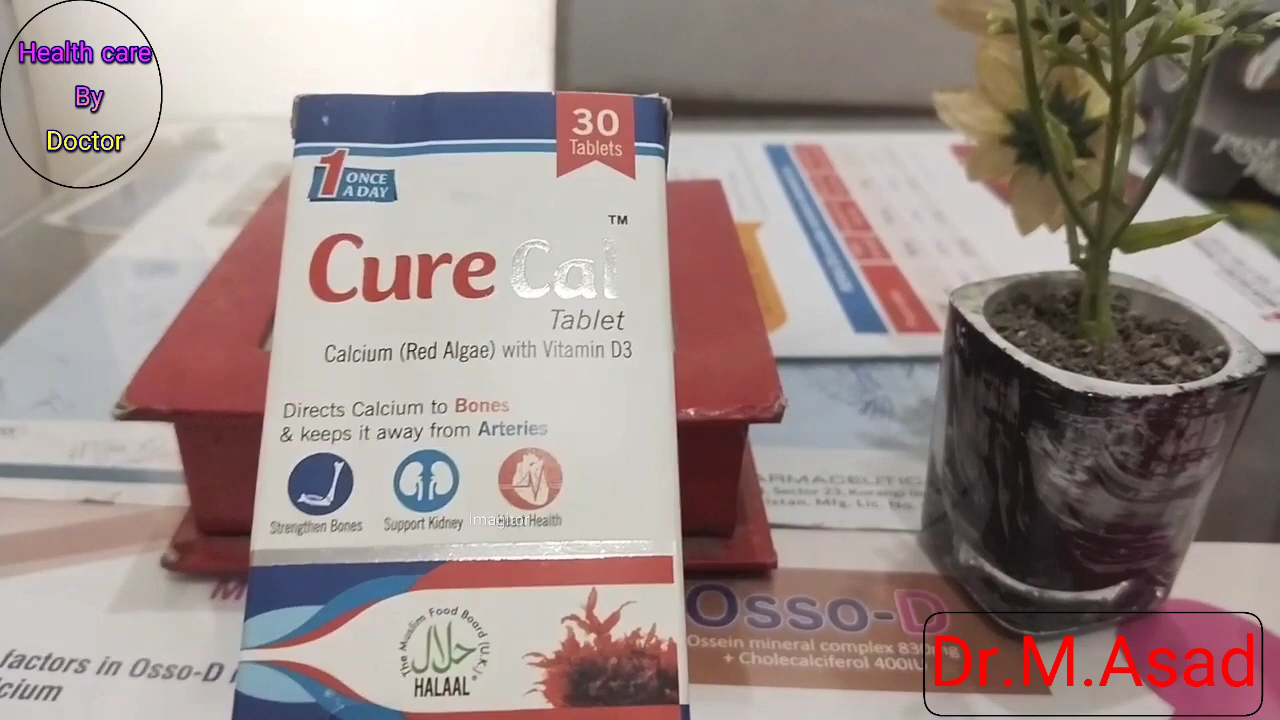 Health care
By
Doctor
30
Tablets
1 ONCE
A DAY
TM
Cure Cal
Tablet
Calcium (Red Algae) with Vitamin D3
Directs Calcium to Bones
& keeps it away from Arteries
Strengthen Bones
Support Kidney
Health
The Muslim Food Board (U.K.)
حلال
HALAAL
®
Osso-D
Ossein mineral complex 830mg
+ Cholecalciferol 400IU
factors in Osso-D
cium
Dr.M.Asad